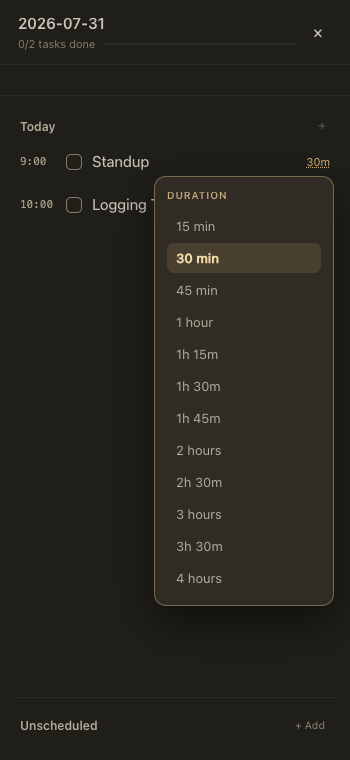 2026-07-31
×
0/2 tasks done
Today +
9:00 Standup 30m
10:00 Logging
DURATION
15 min
30 min
45 min
1 hour
1h 15m
1h 30m
1h 45m
2 hours
2h 30m
3 hours
3h 30m
4 hours
Unscheduled + Add